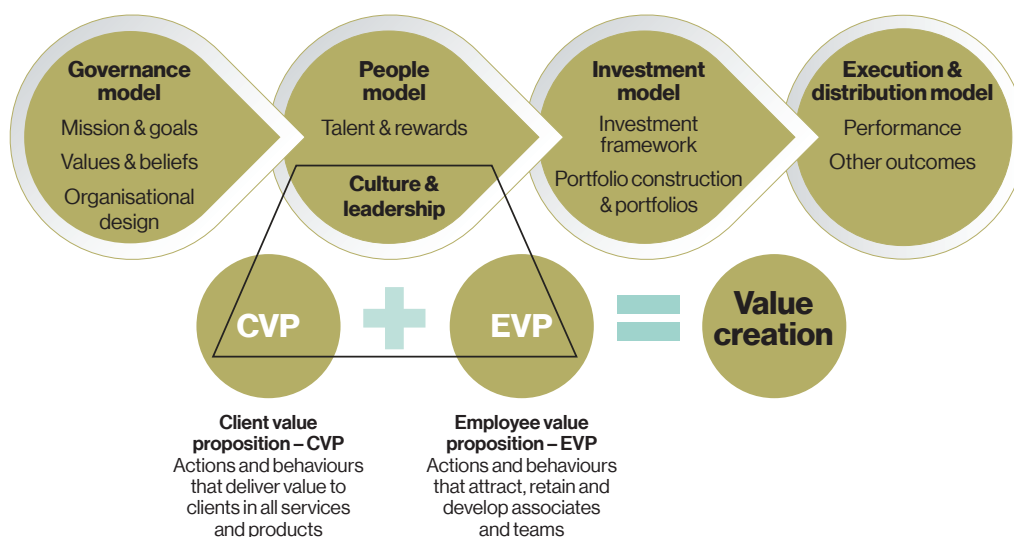 Governance
model
Mission & goals
Values & beliefs
Organisational
design
People
model
Talent & rewards
Culture &
leadership
Investment
model
Investment
framework
Portfolio construction
& portfolios
Execution &
distribution model
Performance
Other outcomes
CVP
EVP
Value
creation
Client value
proposition – CVP
Actions and behaviours
that deliver value to
clients in all services
and products
Employee value
proposition – EVP
Actions and behaviours
that attract, retain and
develop associates
and teams